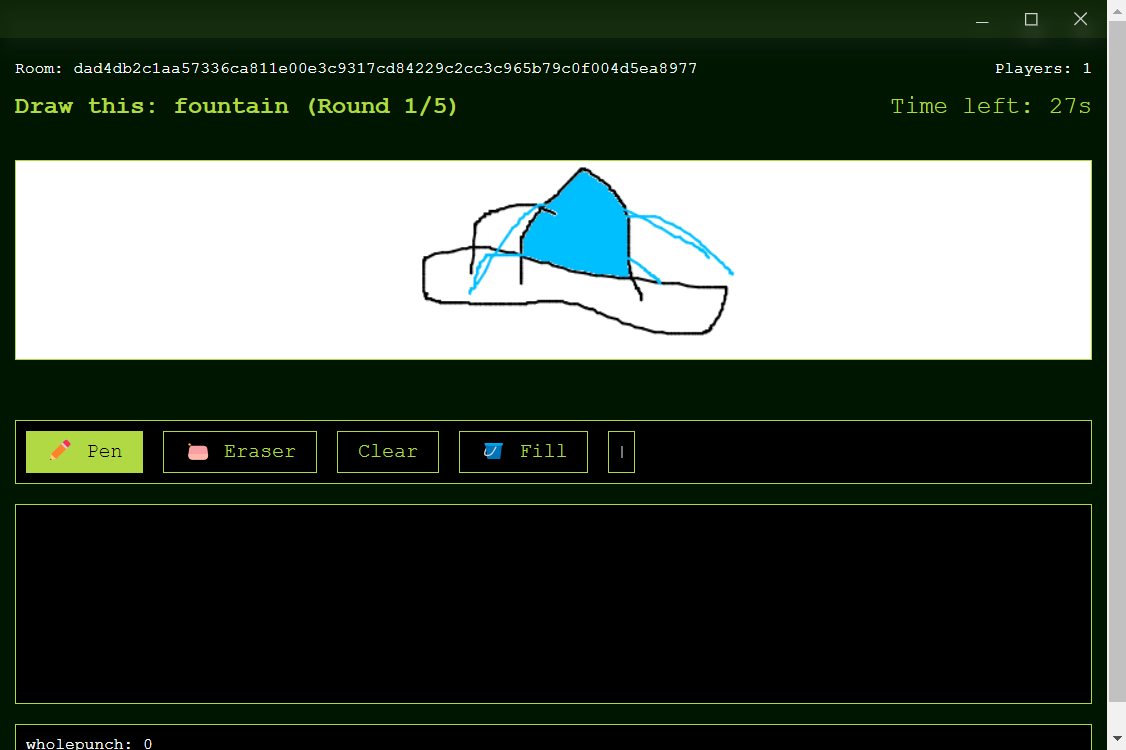 Room: dad4db2c1aa57336ca811e00e3c9317cd84229c2cc3c965b79c0f004d5ea8977
Players: 1
Draw this: fountain (Round 1/5)
Time left: 27s
Pen
Eraser
Clear
Fill
wholepunch: 0